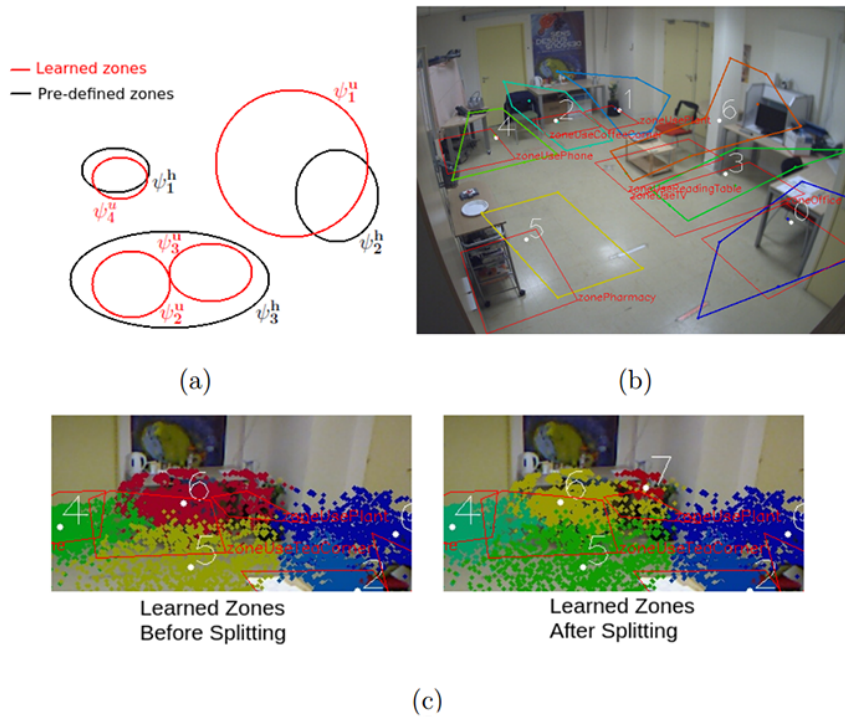 Learned zones
Pre-defined zones
ψ₁ᵘ
ψ₁ʰ
ψ₄ᵘ
ψ₂ʰ
ψ₃ᵘ
ψ₂ᵘ
ψ₃ʰ
(a)
1
2
6
zoneUsePlant
4
zoneUseCoffeeCorner
zoneUsePhone
3
zoneUseReadingTable
zoneUseTV
zoneOffice
0
5
zonePharmacy
(b)
4
6
zoneUsePlant
5
2
Learned Zones
Before Splitting
7
4
6
zoneUsePlant
5
2
Learned Zones
After Splitting
(c)